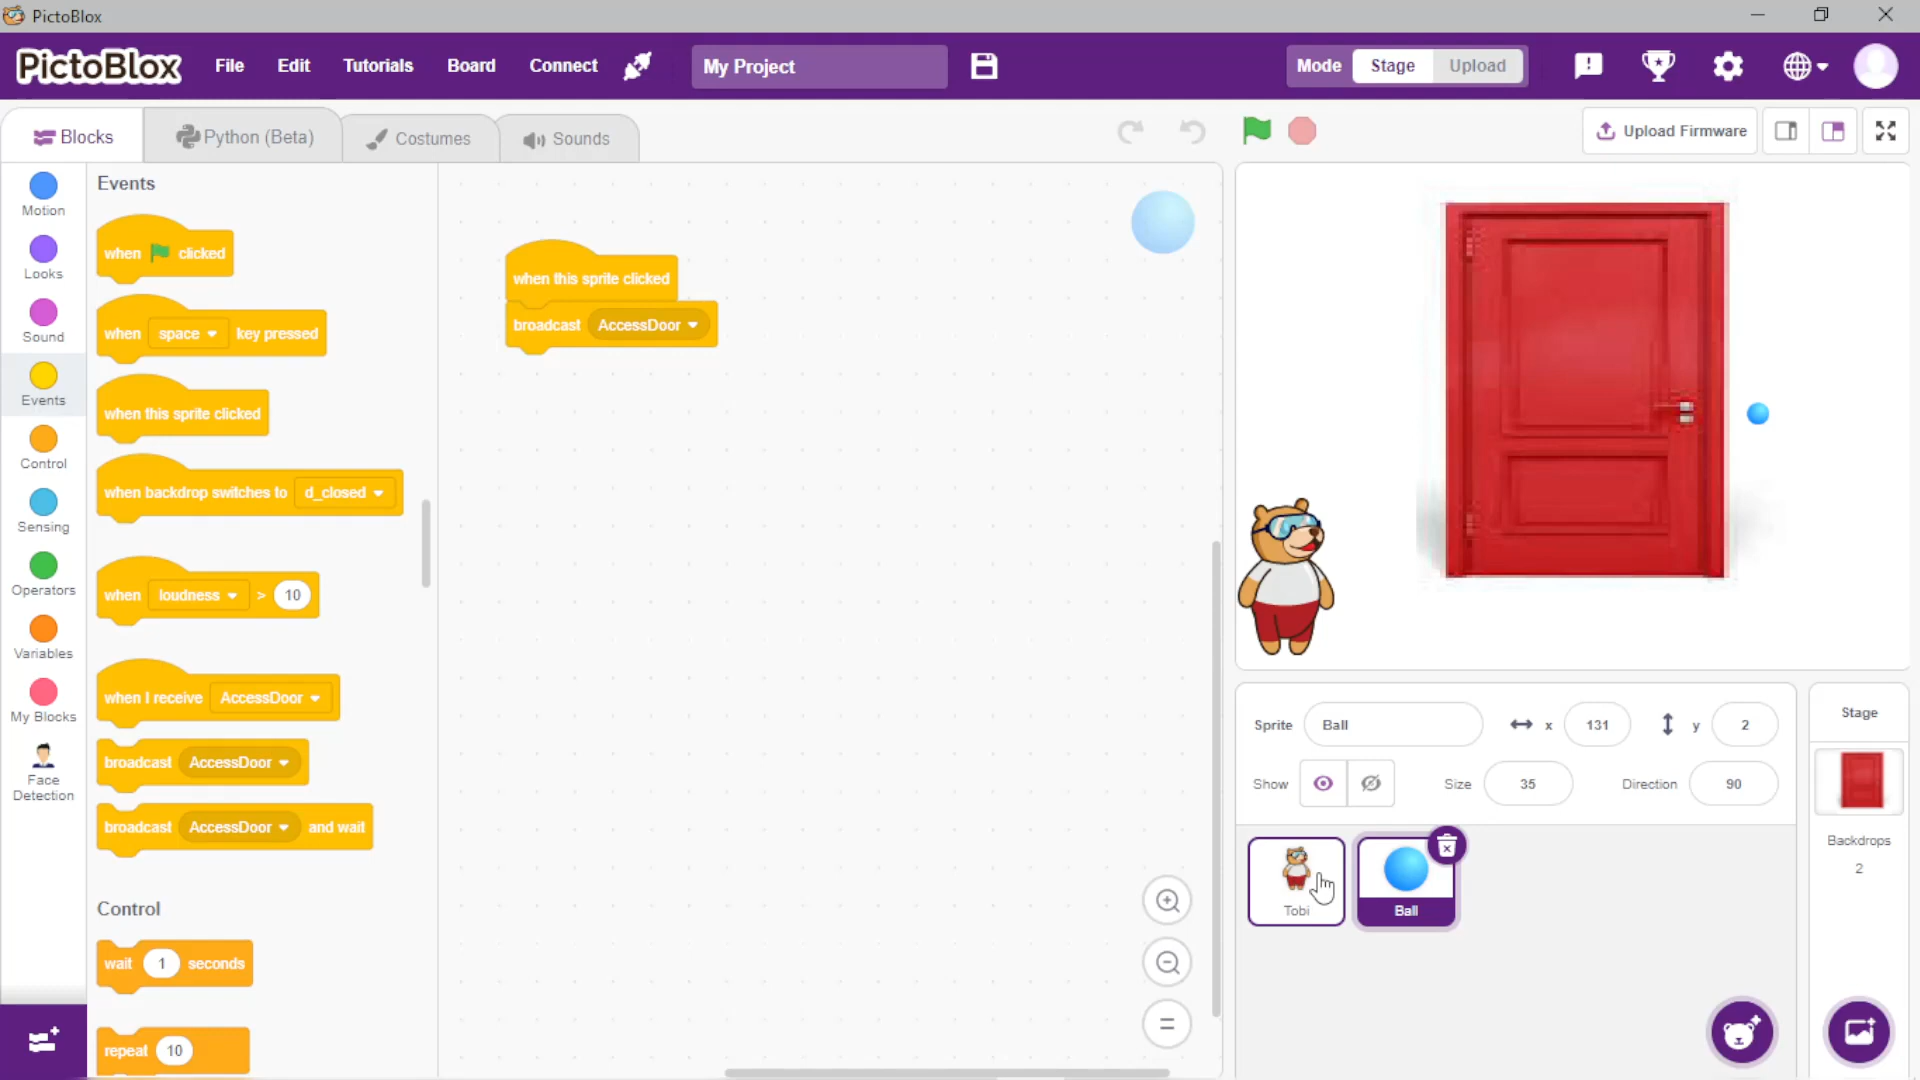 PictoBlox
PictoBlox File Edit Tutorials Board Connect My Project Mode Stage Upload
Blocks Python (Beta) Costumes Sounds Upload Firmware
Motion
Looks
Sound
Events
Control
Sensing
Operators
Variables
My Blocks
Face
Detection
Events
when clicked
when space key pressed
when this sprite clicked
when backdrop switches to d_closed
when loudness > 10
when I receive AccessDoor
broadcast AccessDoor
broadcast AccessDoor and wait
Control
wait 1 seconds
repeat 10
when this sprite clicked
broadcast AccessDoor
Sprite Ball x 131 y 2
Show Size 35 Direction 90
Tobi
Ball
Stage
Backdrops
2